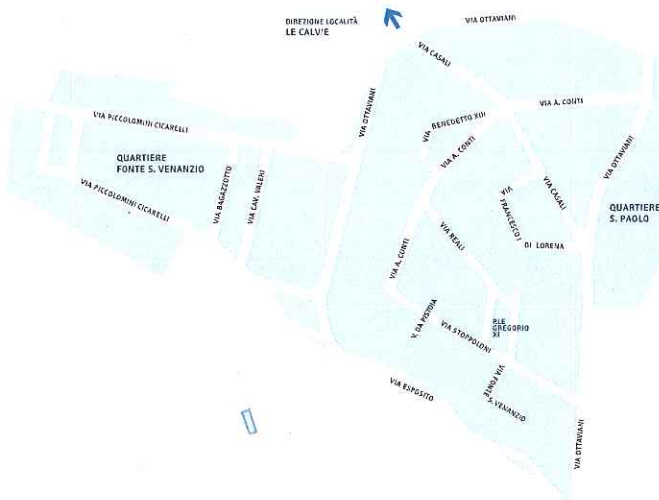 DIREZIONE LOCALITÀ
LE CALVIE
VIA OTTAVIANI
VIA CASALI
VIA OTTAVIANI
VIA PICCOLOMINI CICARELLI
VIA BENEDETTO XIII
VIA A. CONTI
VIA A. CONTI
VIA OTTAVIANI
QUARTIERE
FONTE S. VENANZIO
VIA PICCOLOMINI CICARELLI
VIA BAGAZZOTTO
VIA CAV. VALERI
VIA CASALI
VIA
FRANCESCO I
DI LORENA
QUARTIERE
S. PAOLO
VIA REALI
VIA A. CONTI
V. DA PISTOIA
VIA STOPPOLONI
P.LE
GREGORIO
XI
VIA ESPOSITO
VIA FONTE
S. VENANZIO
VIA OTTAVIANI